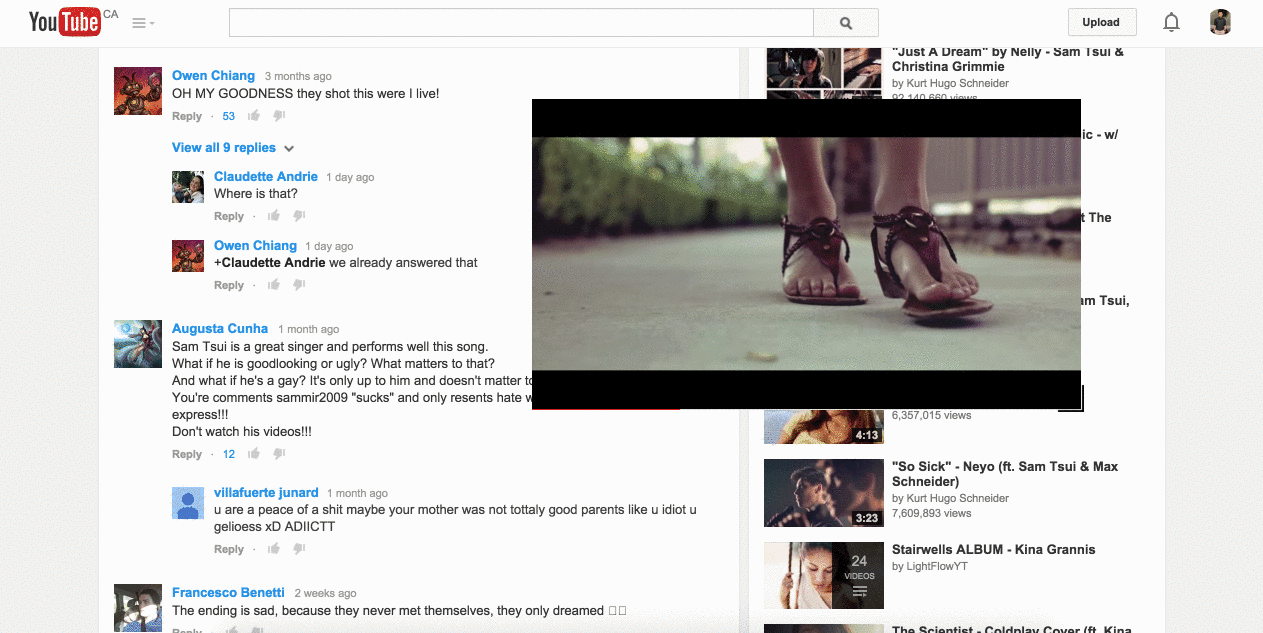 YouTube CA
Upload
Owen Chiang 3 months ago
OH MY GOODNESS they shot this were I live!
Reply · 53
View all 9 replies
Claudette Andrie 1 day ago
Where is that?
Reply ·
Owen Chiang 1 day ago
+Claudette Andrie we already answered that
Reply ·
Augusta Cunha 1 month ago
Sam Tsui is a great singer and performs well this song.
What if he is goodlooking or ugly? What matters to that?
And what if he's a gay? It's only up to him and doesn't matter to
You're comments sammir2009 "sucks" and only resents hate
express!!!
Don't watch his videos!!!
Reply · 12
villafuerte junard 1 month ago
u are a peace of a shit maybe your mother was not tottaly good parents like u idiot u
gelioess xD ADIICTT
Reply ·
Francesco Benetti 2 weeks ago
The ending is sad, because they never met themselves, they only dreamed
Reply
"Just A Dream" by Nelly - Sam Tsui &
Christina Grimmie
by Kurt Hugo Schneider
92,140,660 views
ic - w/
t The
am Tsui,
6,357,015 views
4:13
"So Sick" - Neyo (ft. Sam Tsui & Max
Schneider)
by Kurt Hugo Schneider
7,609,893 views
3:23
Stairwells ALBUM - Kina Grannis
by LightFlowYT
24
VIDEOS
The Scientist - Coldplay Cover (ft. Kina